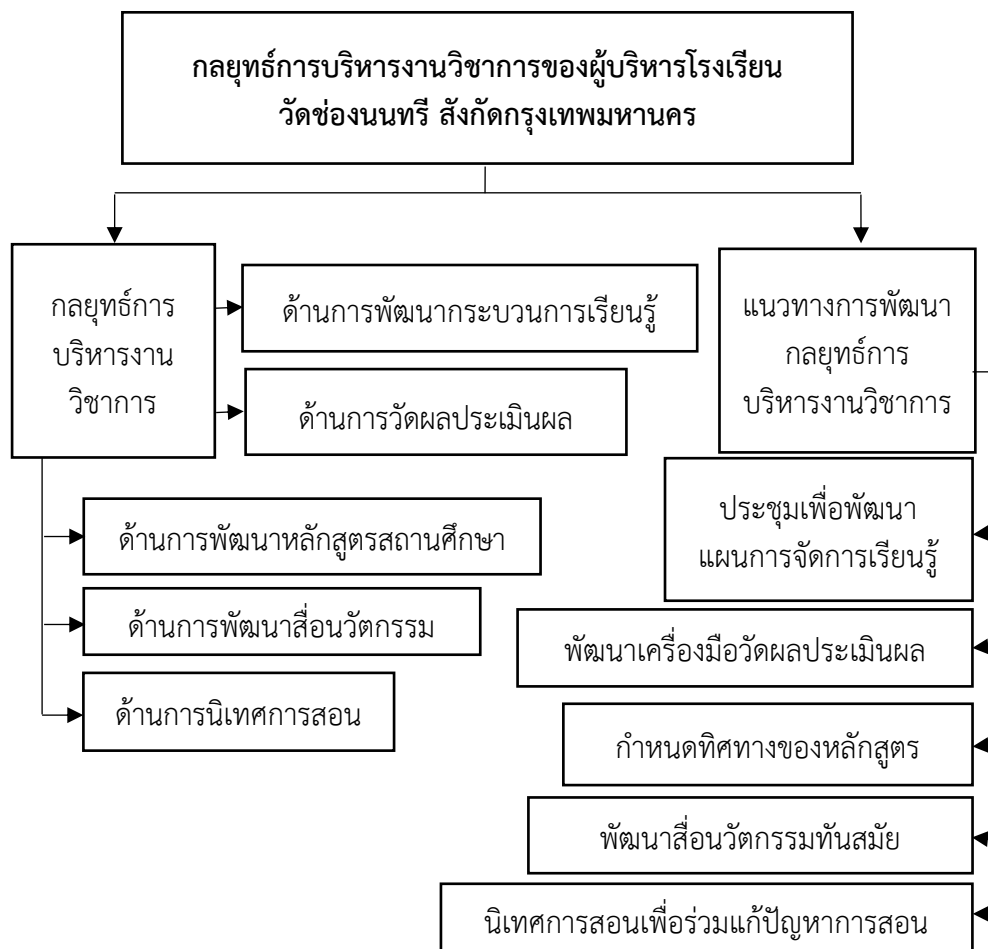 กลยุทธ์การบริหารงานวิชาการของผู้บริหารโรงเรียน
วัดช่องนนทรี สังกัดกรุงเทพมหานคร
กลยุทธ์การ
บริหารงาน
วิชาการ
ด้านการพัฒนากระบวนการเรียนรู้
ด้านการวัดผลประเมินผล
ด้านการพัฒนาหลักสูตรสถานศึกษา
ด้านการพัฒนาสื่อนวัตกรรม
ด้านการนิเทศการสอน
แนวทางการพัฒนา
กลยุทธ์การ
บริหารงานวิชาการ
ประชุมเพื่อพัฒนา
แผนการจัดการเรียนรู้
พัฒนาเครื่องมือวัดผลประเมินผล
กำหนดทิศทางของหลักสูตร
พัฒนาสื่อนวัตกรรมทันสมัย
นิเทศการสอนเพื่อร่วมแก้ปัญหาการสอน